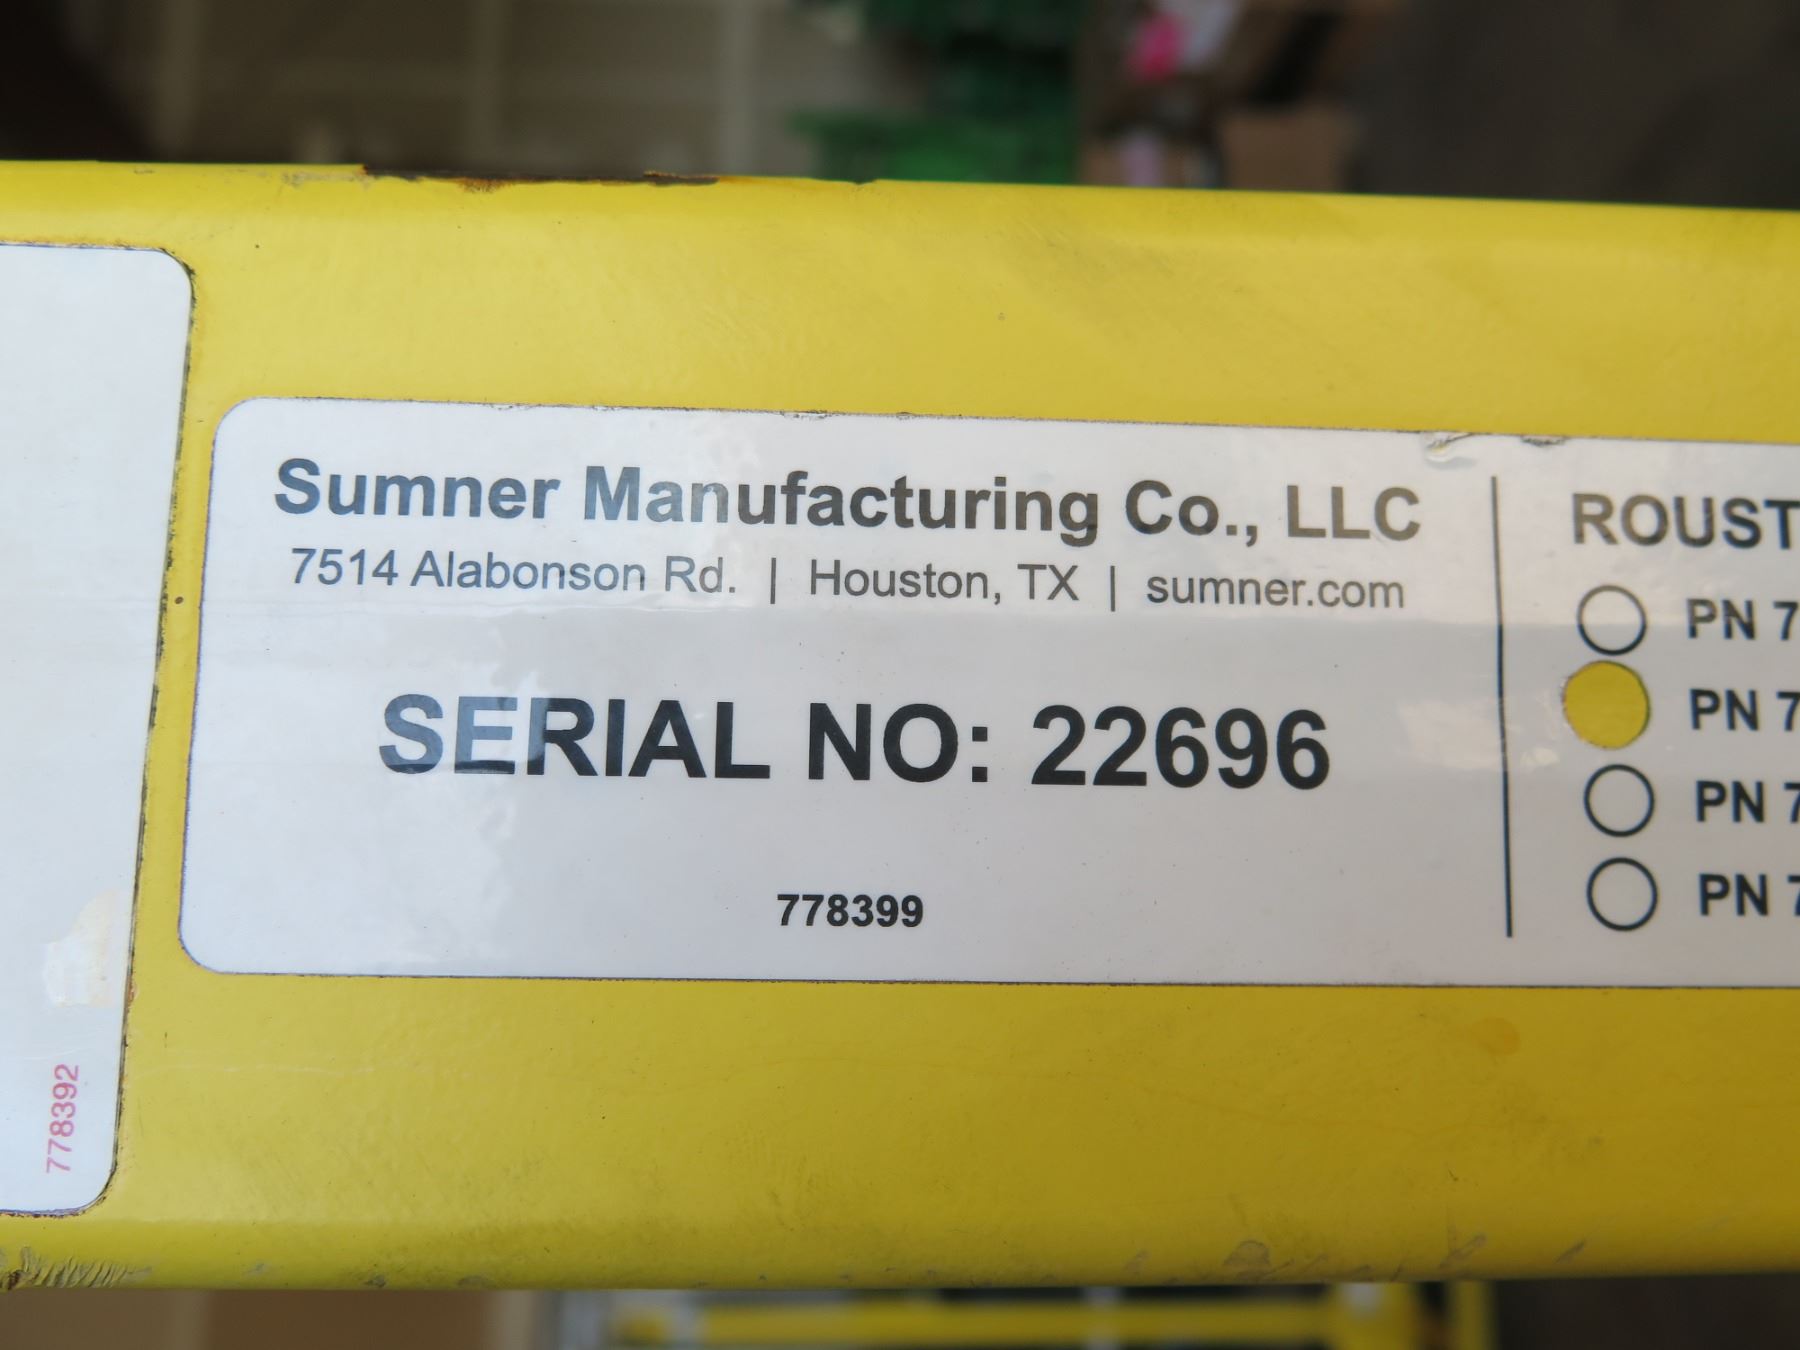 Sumner Manufacturing Co., LLC
7514 Alabonson Rd. | Houston, TX | sumner.com
SERIAL NO: 22696
778399
ROUST
PN 7
PN 7
PN 7
PN 7
778392